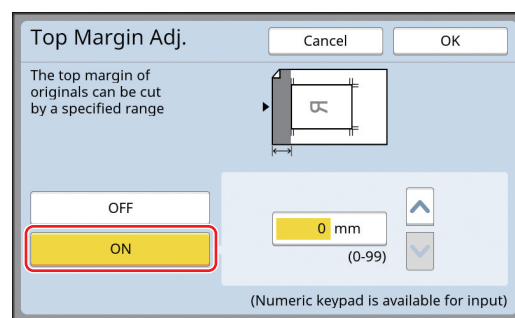 Top Margin Adj.
Cancel
OK
The top margin of
originals can be cut
by a specified range
R
OFF
ON
0 mm
(0-99)
(Numeric keypad is available for input)